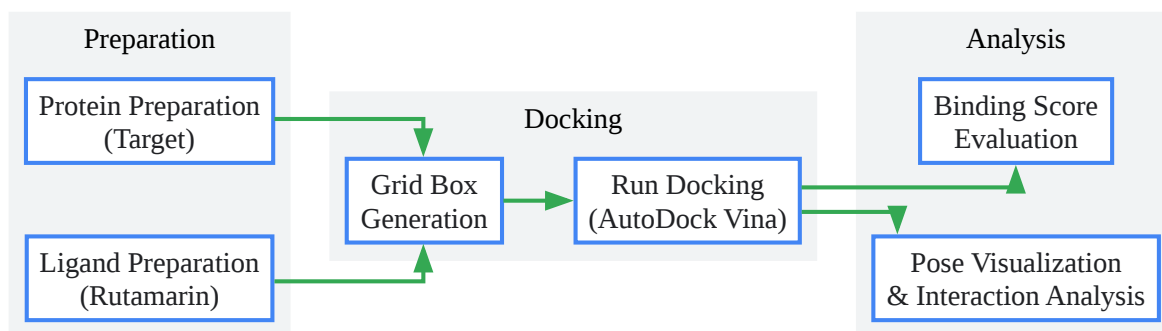 Preparation
Protein Preparation
(Target)
Ligand Preparation
(Rutamarin)
Docking
Grid Box
Generation
Run Docking
(AutoDock Vina)
Analysis
Binding Score
Evaluation
Pose Visualization
& Interaction Analysis